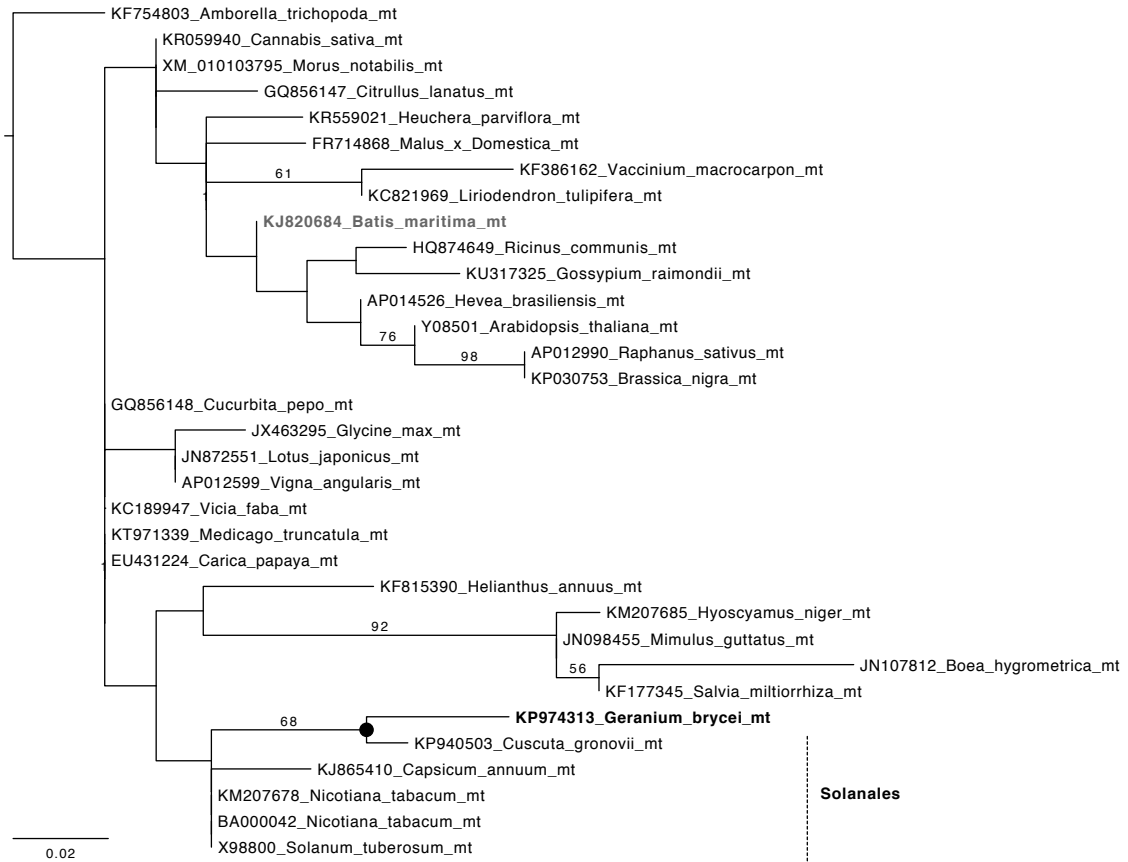 KF754803_Amborella_trichopoda_mt
KR059940_Cannabis_sativa_mt
XM_010103795_Morus_notabilis_mt
GQ856147_Citrullus_lanatus_mt
KR559021_Heuchera_parviflora_mt
FR714868_Malus_x_Domestica_mt
61
KF386162_Vaccinium_macrocarpon_mt
KC821969_Liriodendron_tulipifera_mt
KJ820684_Batis_maritima_mt
HQ874649_Ricinus_communis_mt
KU317325_Gossypium_raimondii_mt
AP014526_Hevea_brasiliensis_mt
Y08501_Arabidopsis_thaliana_mt
76
98
AP012990_Raphanus_sativus_mt
KP030753_Brassica_nigra_mt
GQ856148_Cucurbita_pepo_mt
JX463295_Glycine_max_mt
JN872551_Lotus_japonicus_mt
AP012599_Vigna_angularis_mt
KC189947_Vicia_faba_mt
KT971339_Medicago_truncatula_mt
EU431224_Carica_papaya_mt
KF815390_Helianthus_annuus_mt
KM207685_Hyoscyamus_niger_mt
92
JN098455_Mimulus_guttatus_mt
56
JN107812_Boea_hygrometrica_mt
KF177345_Salvia_miltiorrhiza_mt
68
KP974313_Geranium_brycei_mt
KP940503_Cuscuta_gronovii_mt
KJ865410_Capsicum_annuum_mt
KM207678_Nicotiana_tabacum_mt
Solanales
BA000042_Nicotiana_tabacum_mt
X98800_Solanum_tuberosum_mt
0.02